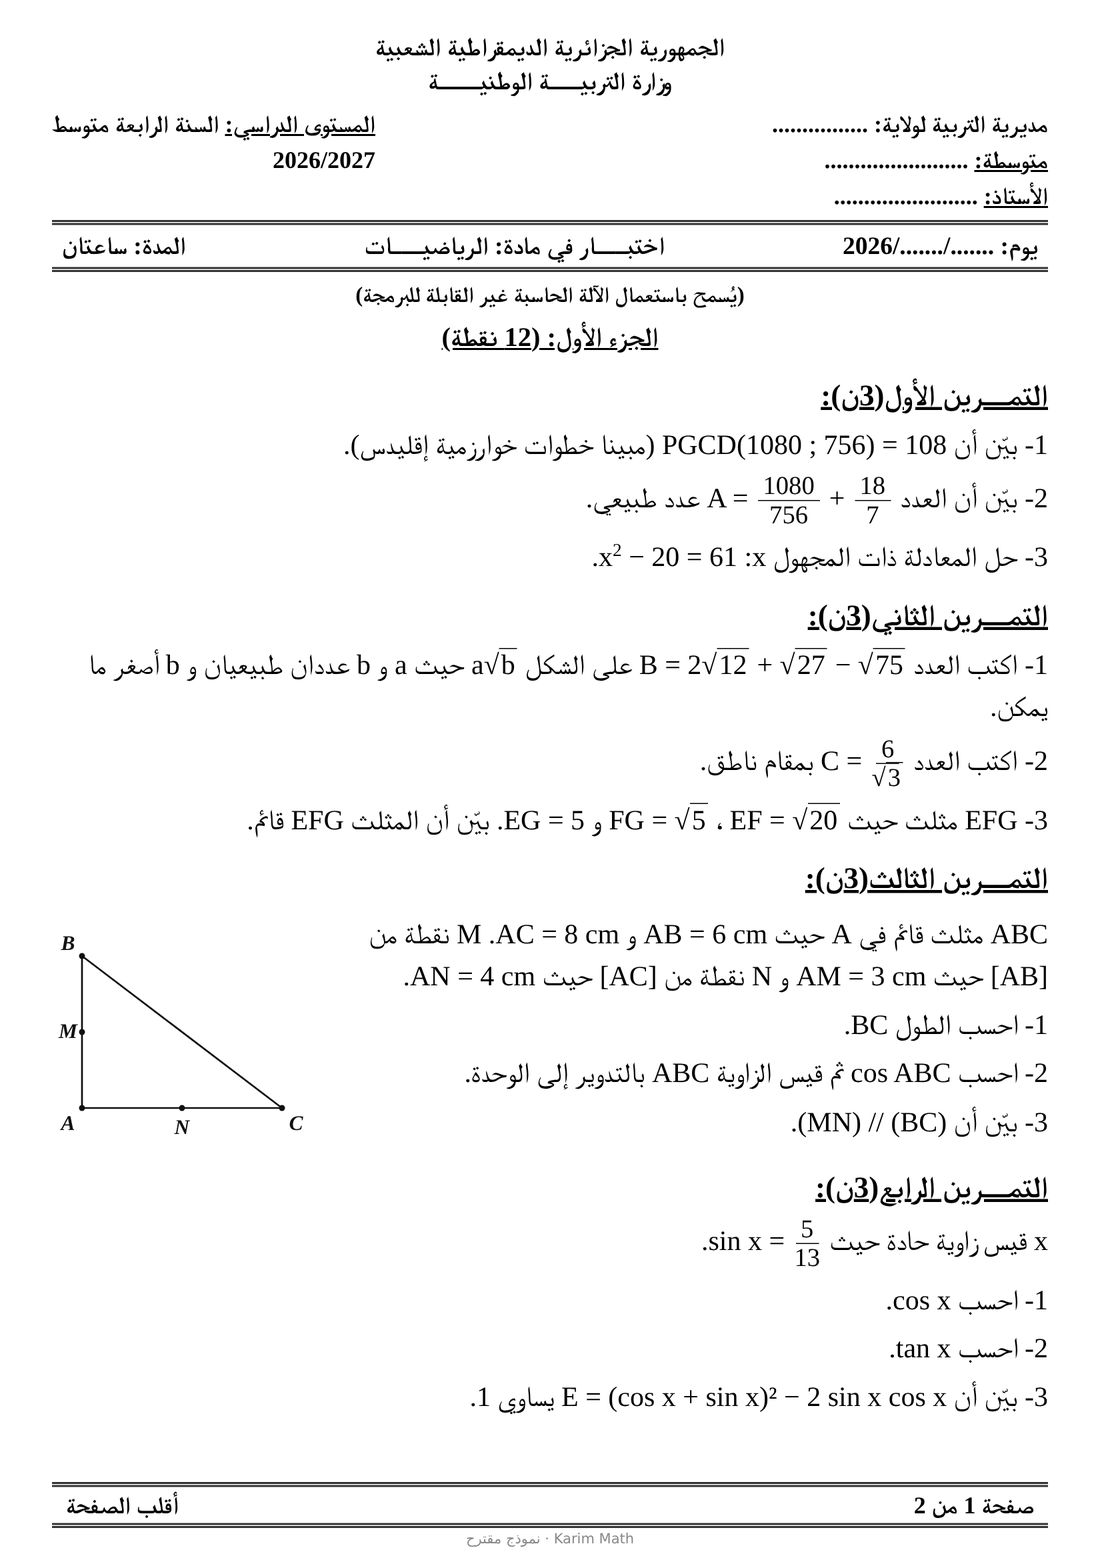 الجمهورية الجزائرية الديمقراطية الشعبية
وزارة التربيـــــة الوطنيـــــــة
مديرية التربية لولاية: ................
المستوى الدراسي: السنة الرابعة متوسط
متوسطة: ........................
2026/2027
الأستاذ: ........................
يوم: ......./......./2026
اختبـــــار في مادة: الرياضيـــــات
المدة: ساعتان
(يُسمح باستعمال الآلة الحاسبة غير القابلة للبرمجة)
الجزء الأول: (12 نقطة)
التمـــرين الأول(3ن):
1- بيّن أن PGCD(1080 ; 756) = 108 (مبينا خطوات خوارزمية إقليدس).
2- بيّن أن العدد A = 1080/756 + 18/7 عدد طبيعي.
3- حل المعادلة ذات المجهول x: x² − 20 = 61.
التمـــرين الثاني(3ن):
1- اكتب العدد B = 2√12 + √27 − √75 على الشكل a√b حيث a و b عددان طبيعيان و b أصغر ما
يمكن.
2- اكتب العدد C = 6/√3 بمقام ناطق.
3- EFG مثلث حيث EF = √20 ، FG = √5 و EG = 5. بيّن أن المثلث EFG قائم.
التمـــرين الثالث(3ن):
ABC مثلث قائم في A حيث AB = 6 cm و AC = 8 cm. M نقطة من
[AB] حيث AM = 3 cm و N نقطة من [AC] حيث AN = 4 cm.
1- احسب الطول BC.
2- احسب cos ABC ثم قيس الزاوية ABC بالتدوير إلى الوحدة.
3- بيّن أن (MN) // (BC).
B
M
A
N
C
التمـــرين الرابع(3ن):
x قيس زاوية حادة حيث sin x = 5/13.
1- احسب cos x.
2- احسب tan x.
3- بيّن أن E = (cos x + sin x)² − 2 sin x cos x يساوي 1.
صفحة 1 من 2
أقلب الصفحة
نموذج مقترح · Karim Math